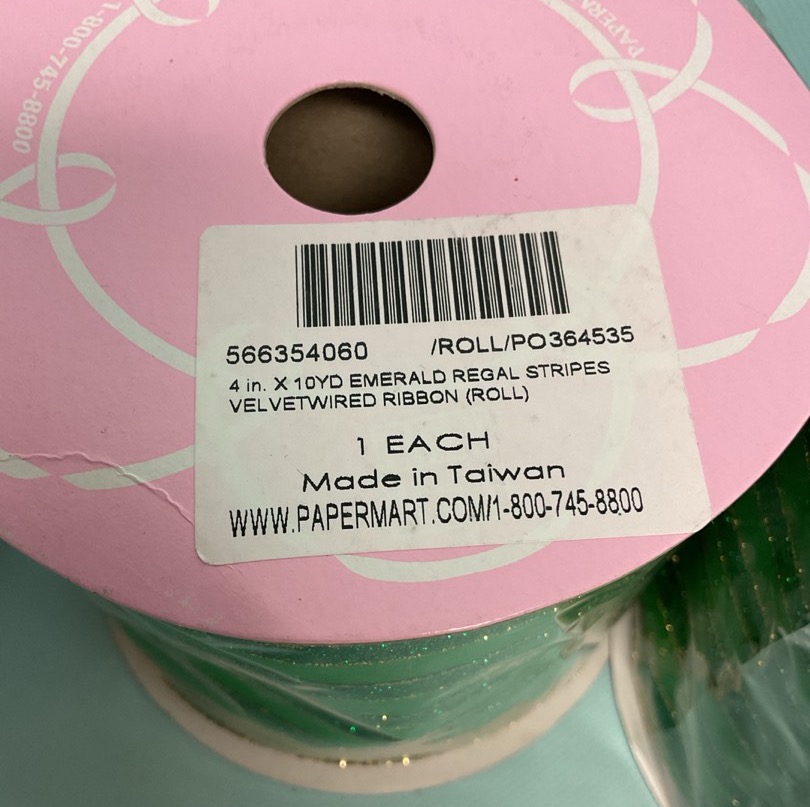 1-800-745-8800
PAPERM
566354060 /ROLL/PO364535
4 in. X 10YD EMERALD REGAL STRIPES
VELVETWIRED RIBBON (ROLL)
1 EACH
Made in Taiwan
WWW.PAPERMART.COM/1-800-745-8800